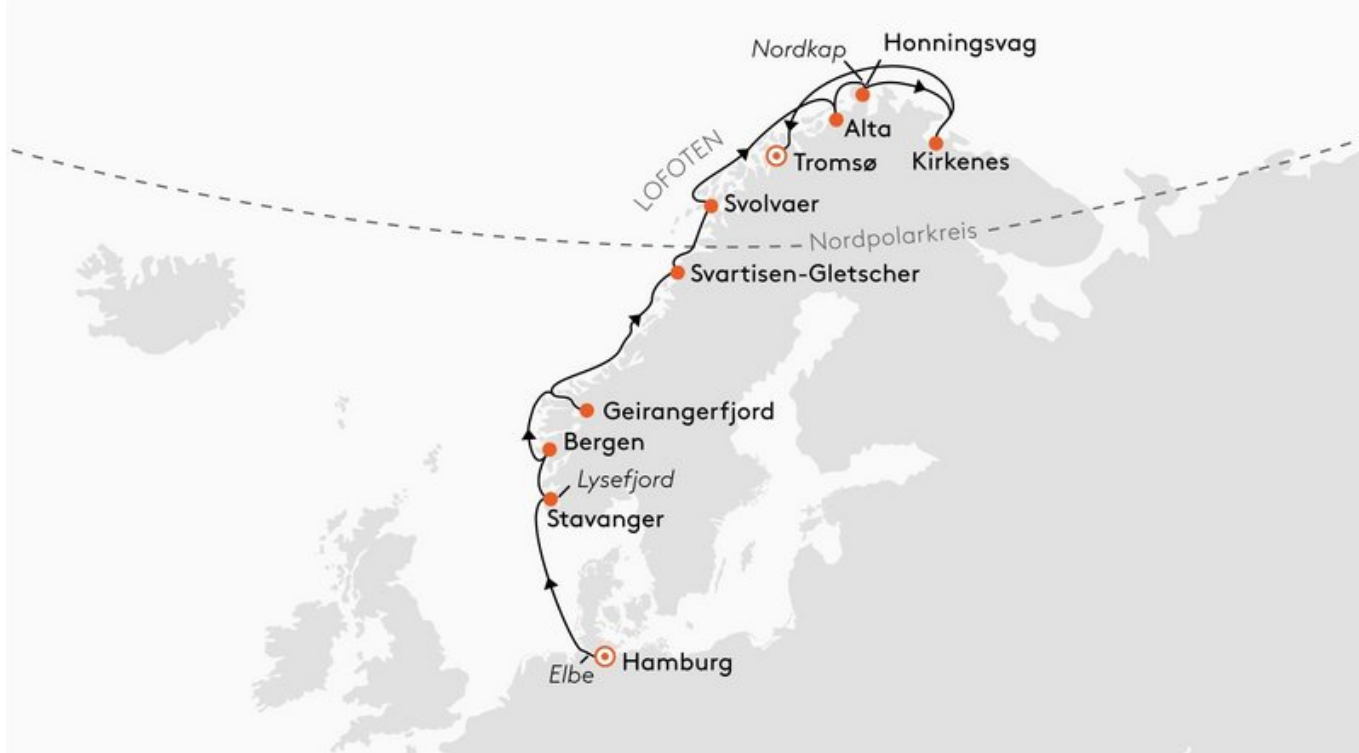 Nordkap
Honningsvag
Alta
Tromsø
Kirkenes
LOFOTEN
Svolvaer
Nordpolarkreis
Svartisen-Gletscher
Geirangerfjord
Bergen
Lysefjord
Stavanger
Hamburg
Elbe